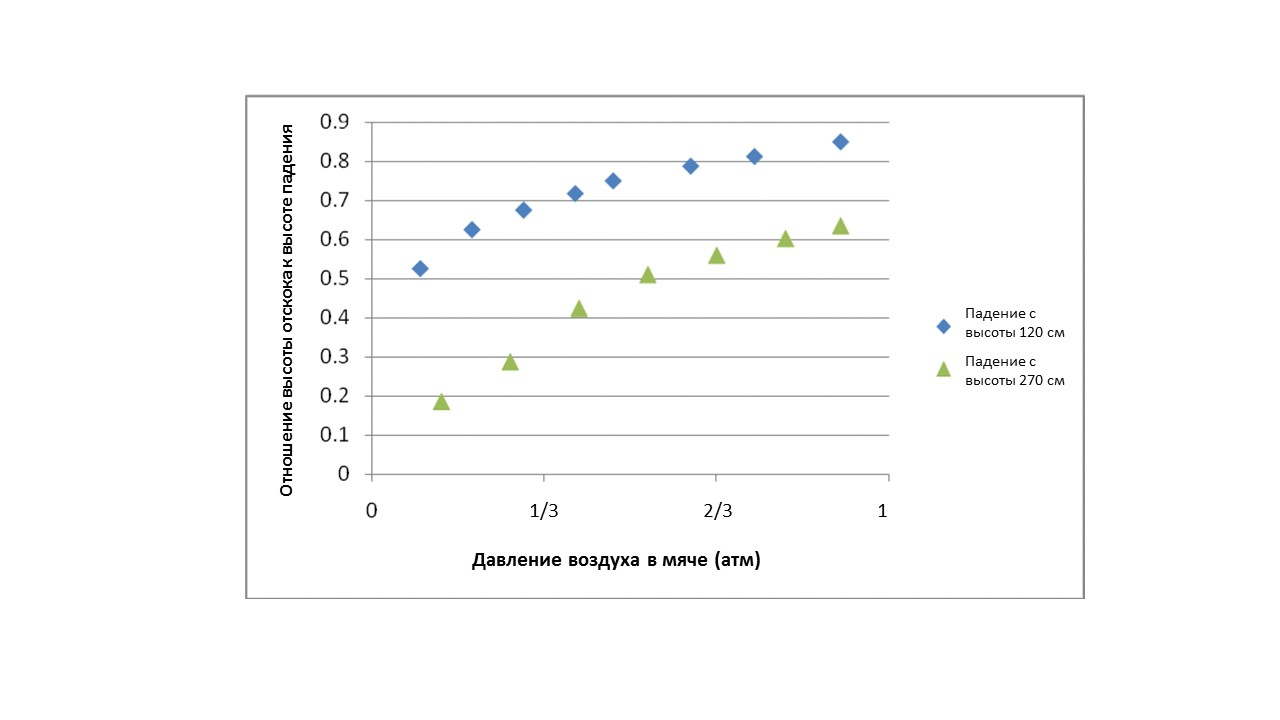 Отношение высоты отскока к высоте падения
0.9
0.8
0.7
0.6
0.5
0.4
0.3
0.2
0.1
0
0 1/3 2/3 1
Давление воздуха в мяче (атм)
Падение с
высоты 120 см
Падение с
высоты 270 см